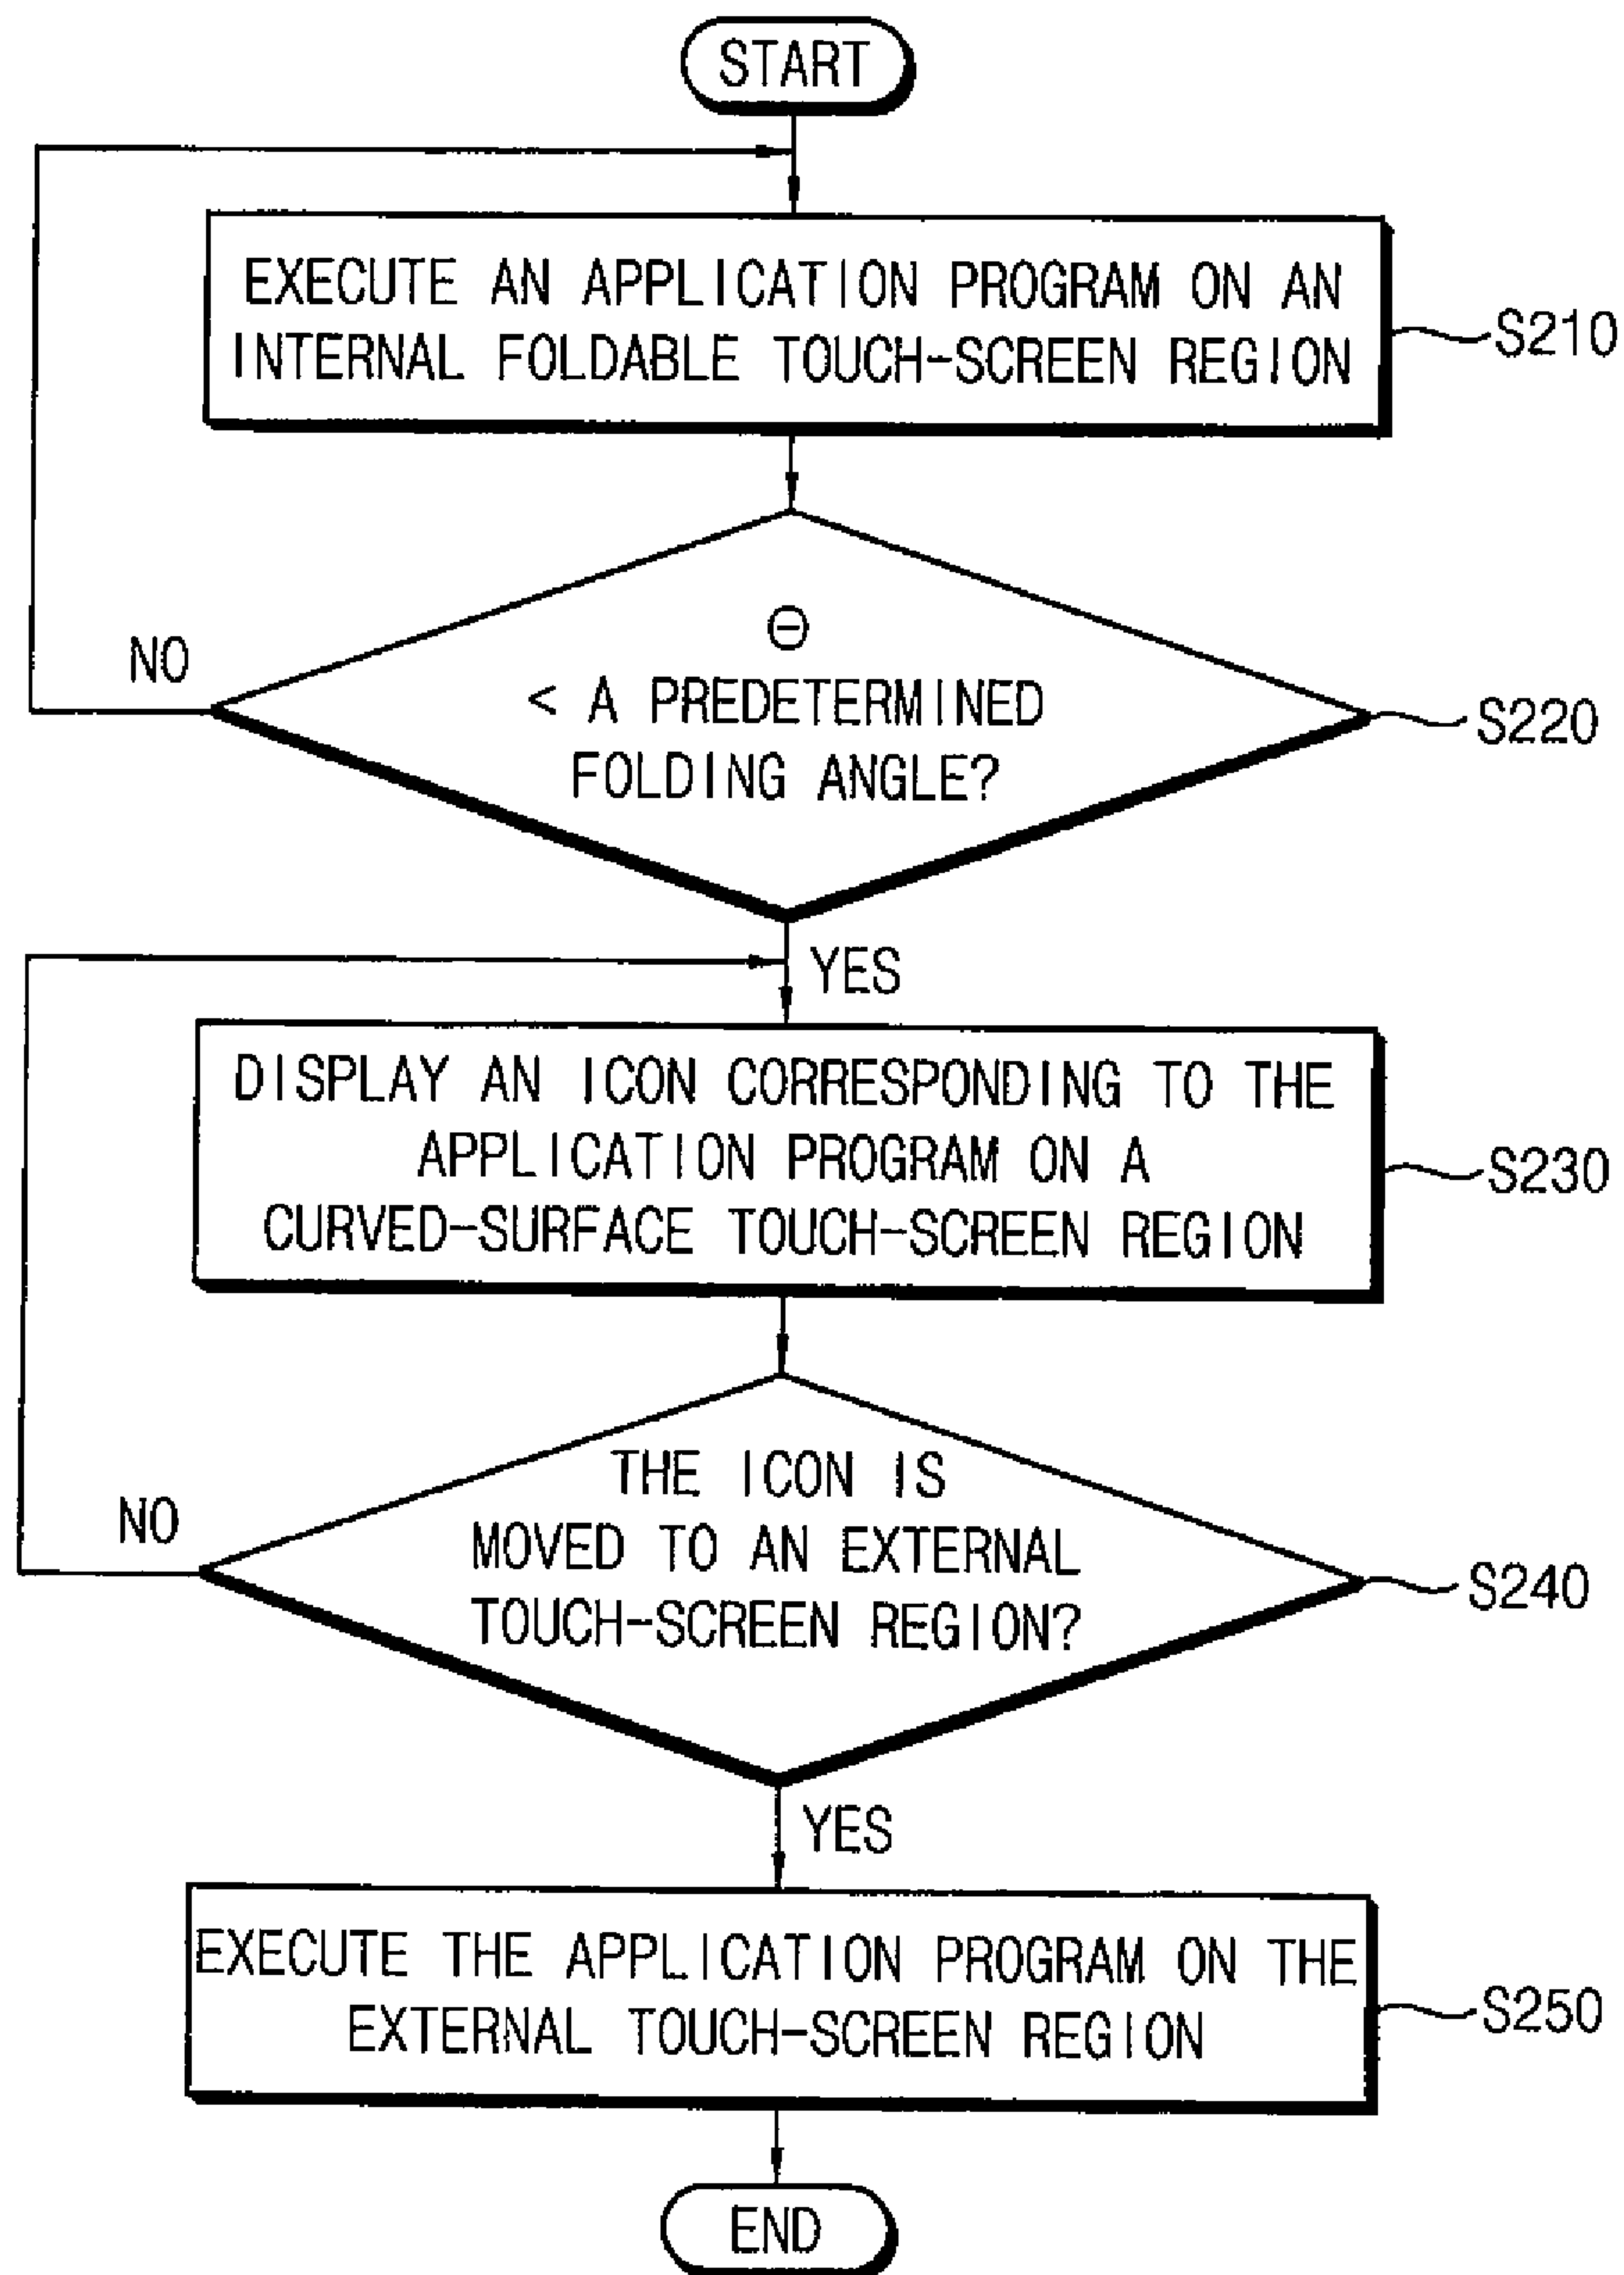 START
EXECUTE AN APPLICATION PROGRAM ON AN
INTERNAL FOLDABLE TOUCH-SCREEN REGION
S210
Θ
< A PREDETERMINED
FOLDING ANGLE?
NO
S220
YES
DISPLAY AN ICON CORRESPONDING TO THE
APPLICATION PROGRAM ON A
CURVED-SURFACE TOUCH-SCREEN REGION
S230
THE ICON IS
MOVED TO AN EXTERNAL
TOUCH-SCREEN REGION?
NO
S240
YES
EXECUTE THE APPLICATION PROGRAM ON THE
EXTERNAL TOUCH-SCREEN REGION
S250
END